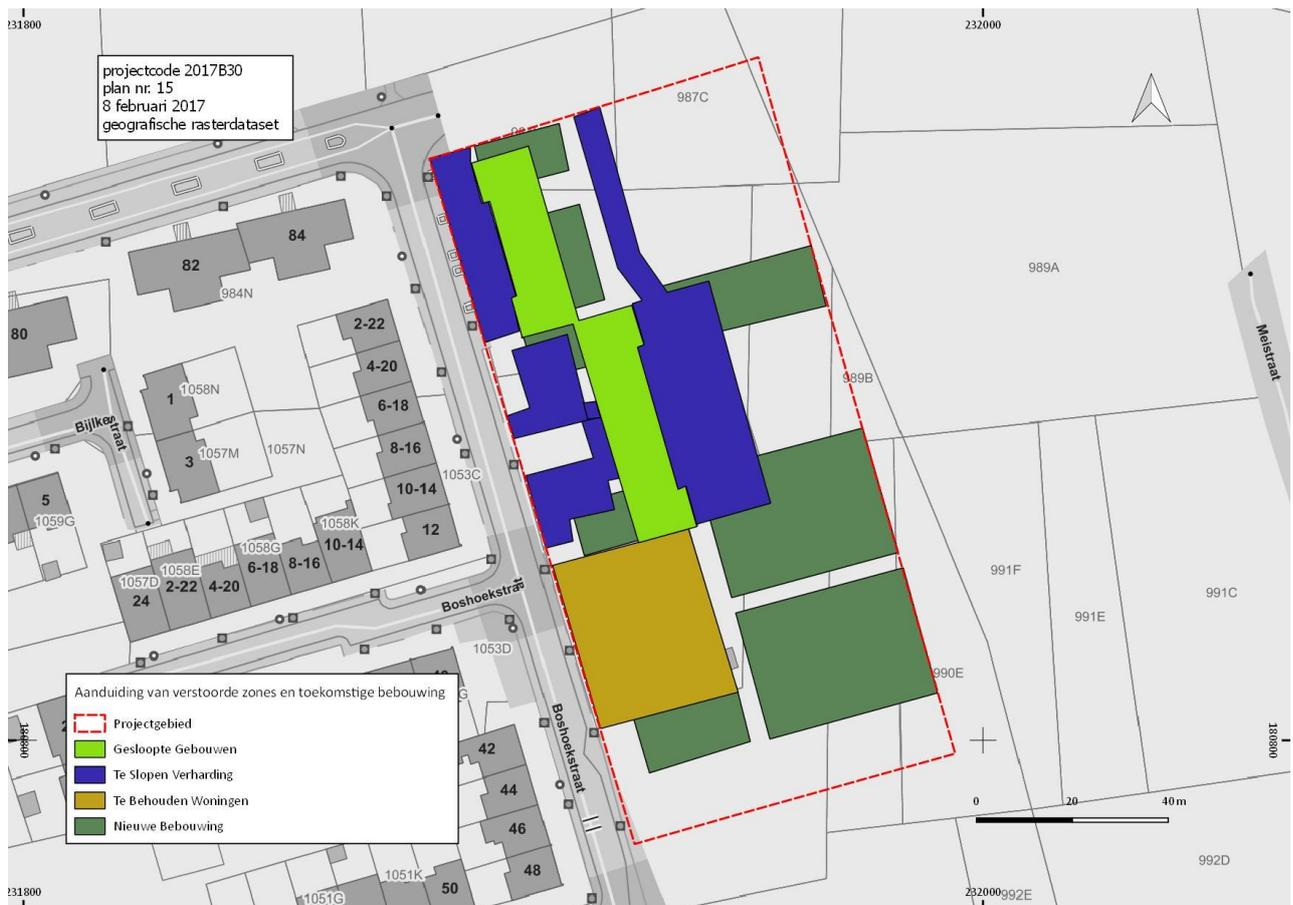 231800
232000
projectcode 2017B30
plan nr. 15
8 februari 2017
geografische rasterdataset
987C
84
82
984N
989A
80
2-22
4-20
6-18
8-16
10-14
12
1
1058N
3
1057M
1057N
1053C
989B
Meistraat
Bijlkestraat
5
1059G
1058K
10-14
1058G
6-18
8-16
1058E
2-22
4-20
1057D
24
Boshoekstraat
1053D
991F
991E
991C
990E
Aanduiding van verstoorde zones en toekomstige bebouwing
Projectgebied
Gesloopte Gebouwen
Te Slopen Verharding
Te Behouden Woningen
Nieuwe Bebouwing
180800
180800
Boshoekstraat
42
44
46
48
50
1051K
1051G
0 20 40 m
992D
992E
231800
232000